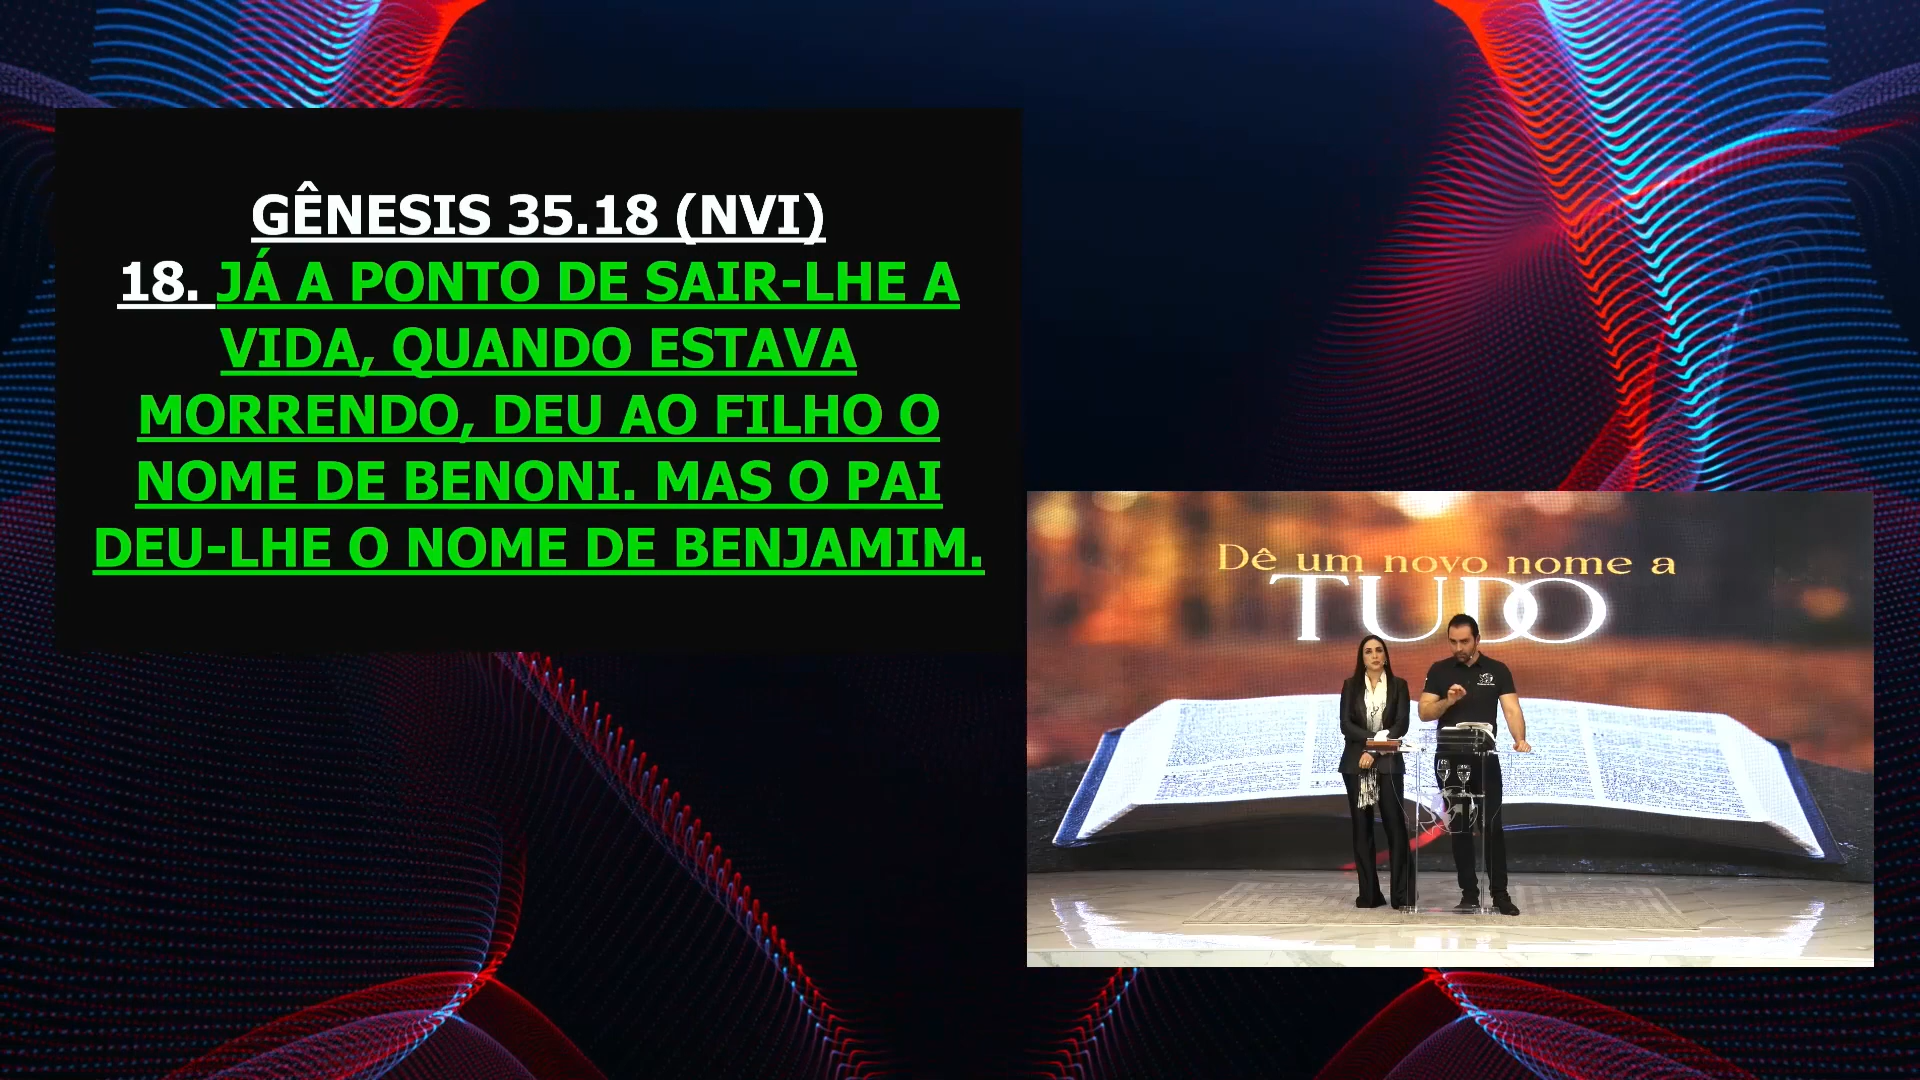 GÊNESIS 35.18 (NVI)
18. JÁ A PONTO DE SAIR-LHE A
VIDA, QUANDO ESTAVA
MORRENDO, DEU AO FILHO O
NOME DE BENONI. MAS O PAI
DEU-LHE O NOME DE BENJAMIM.
Dê um novo nome a
TUDO